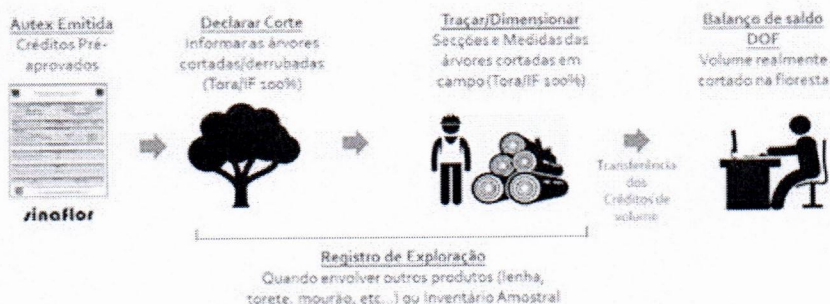 Autex Emitida
Créditos Pré-
aprovados
sinaflor
Declarar Corte
Informar as árvores
cortadas/derrubadas
(Tora/IF 100%)
Traçar/Dimensionar
Secções e Medidas das
árvores cortadas em
campo (Tora/IF 100%)
Transferência
dos
Créditos de
volume
Balanço de saldo
DOF
Volume realmente
cortado na floresta
Registro de Exploração
Quando envolver outros produtos (lenha,
torete, mourão, etc...) ou Inventário Amostral